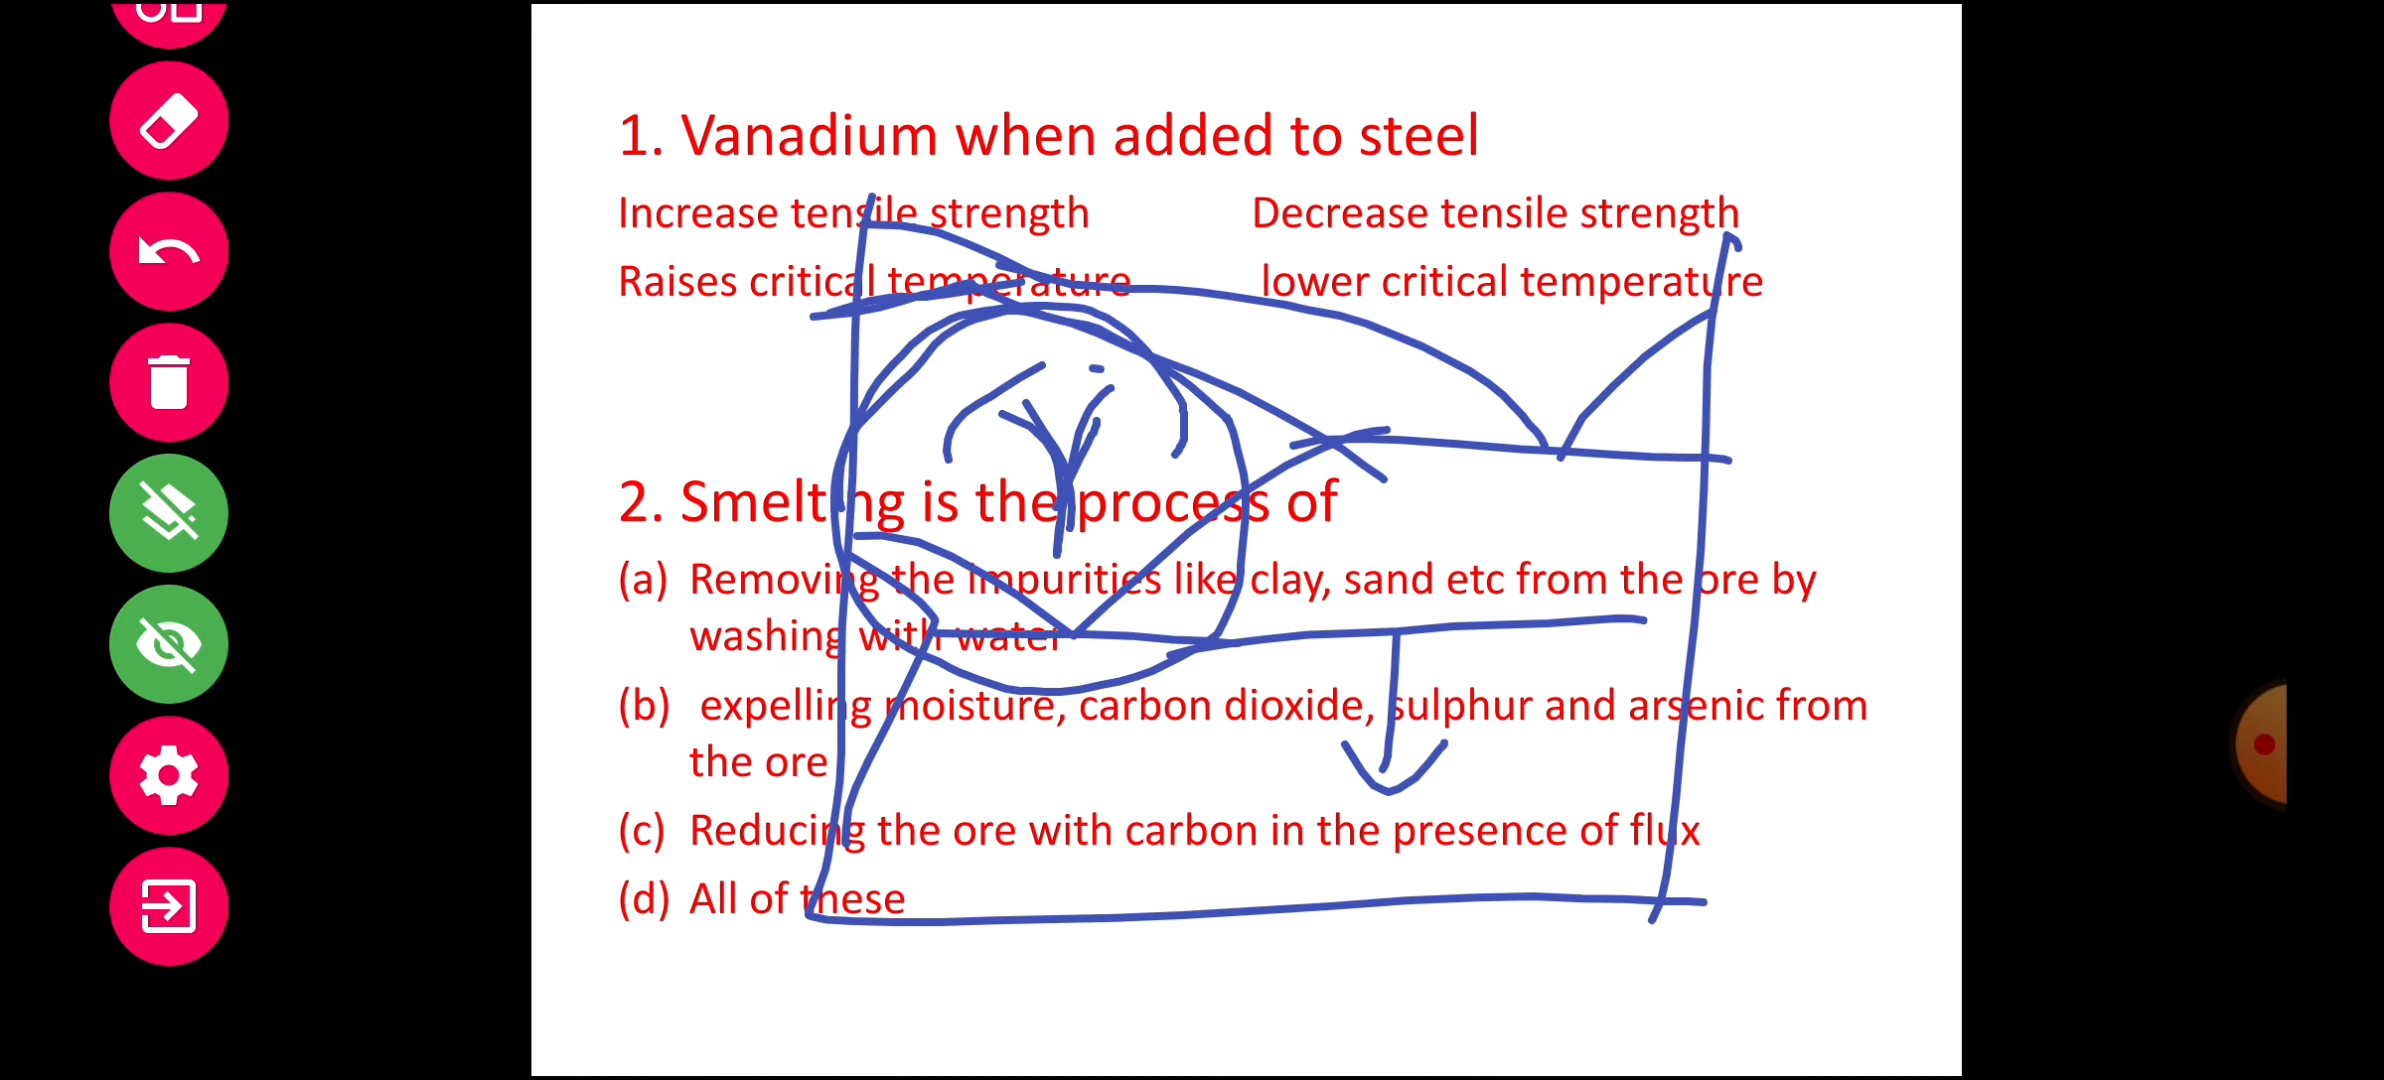 1. Vanadium when added to steel
Increase tensile strength Decrease tensile strength
Raises critical temperature lower critical temperature
2. Smelting is the process of
(a) Removing the impurities like clay, sand etc from the ore by
washing with water
(b) expelling moisture, carbon dioxide, sulphur and arsenic from
the ore
(c) Reducing the ore with carbon in the presence of flux
(d) All of these